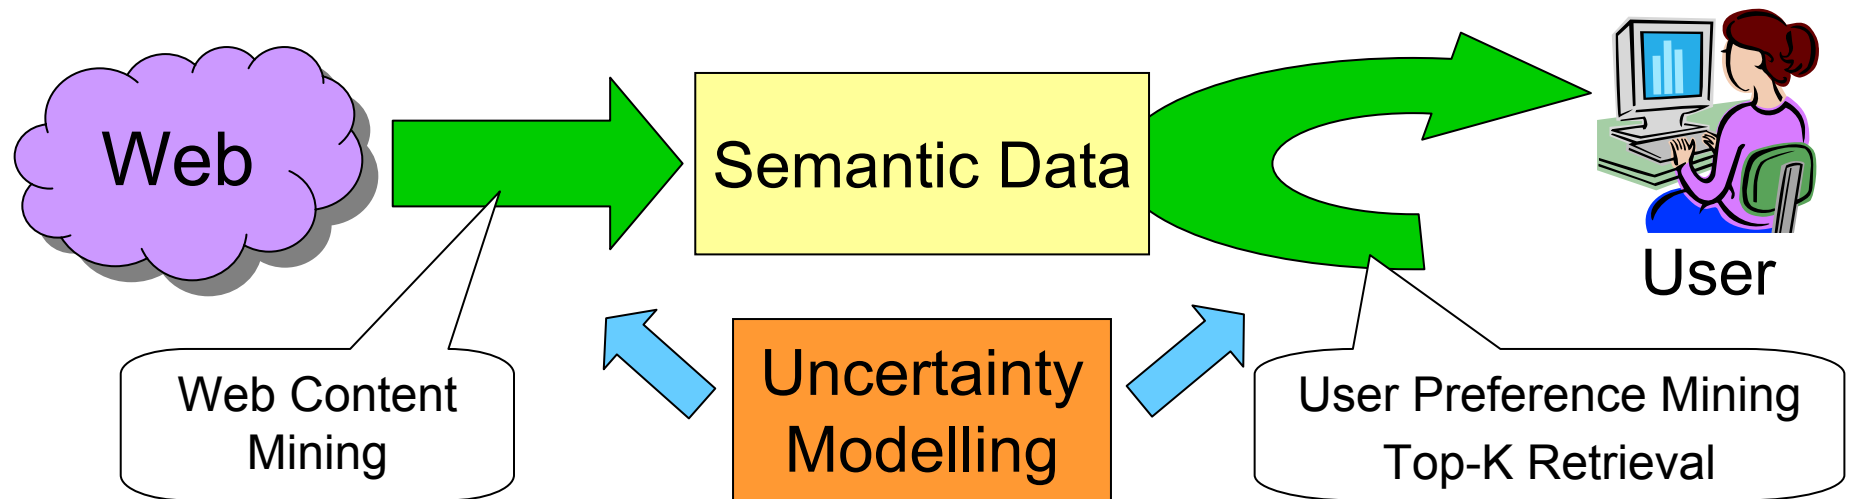 Web
Semantic Data
User
Web Content
Mining
Uncertainty
Modelling
User Preference Mining
Top-K Retrieval